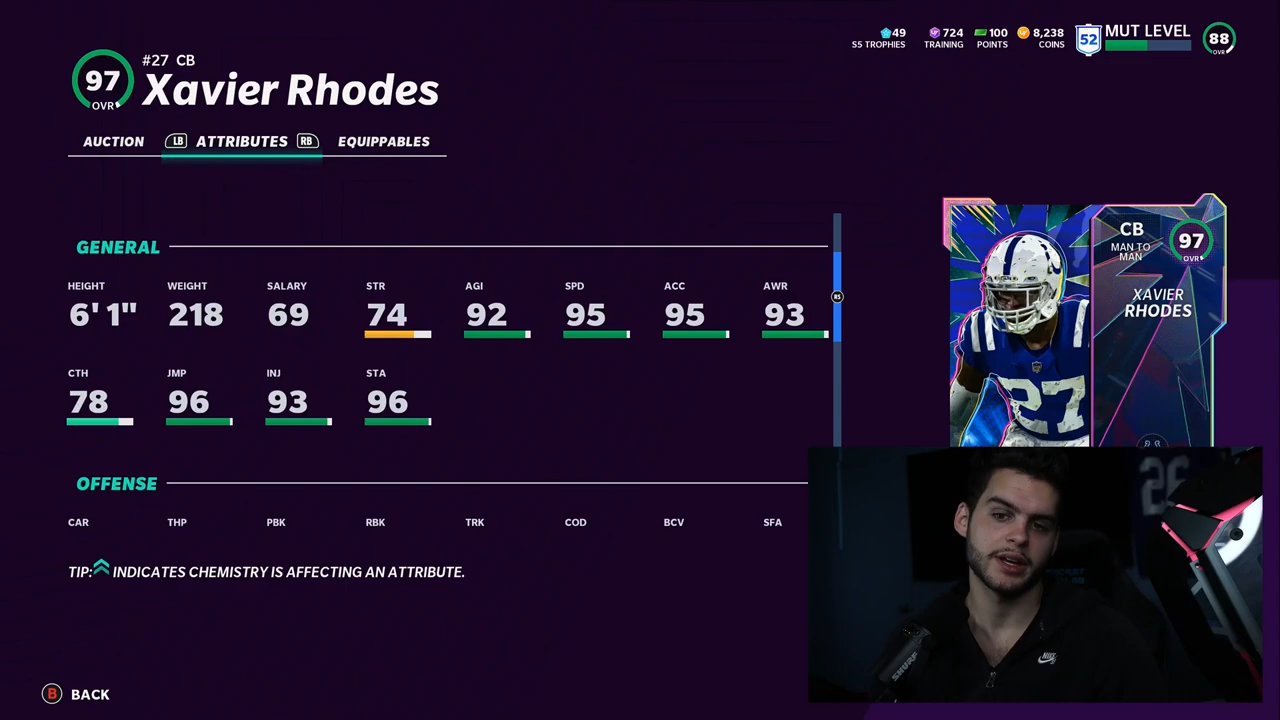 49
S5 TROPHIES
724
TRAINING
100
POINTS
8,238
COINS
52
MUT LEVEL
88
OVR
97
OVR
#27 CB
Xavier Rhodes
AUCTION
LB
ATTRIBUTES
RB
EQUIPPABLES
GENERAL
HEIGHT WEIGHT SALARY STR AGI SPD ACC AWR
6' 1" 218 69 74 92 95 95 93
CTH JMP INJ STA
78 96 93 96
RS
OFFENSE
CAR THP PBK RBK TRK COD BCV SFA
TIP: INDICATES CHEMISTRY IS AFFECTING AN ATTRIBUTE.
B BACK
CB
MAN TO
MAN
97
OVR
XAVIER
RHODES
27
26
SHURE
NIKE